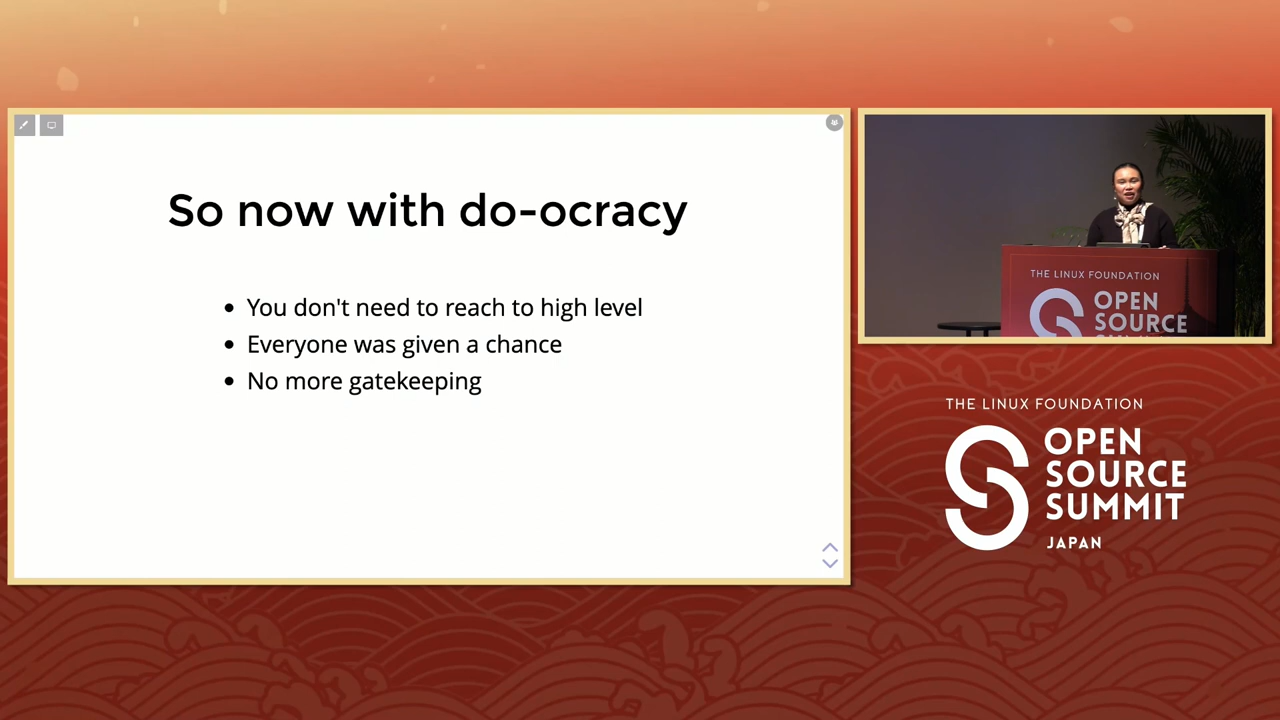 So now with do-ocracy
You don't need to reach to high level
Everyone was given a chance
No more gatekeeping
THE LINUX FOUNDATION
OPEN
SOURCE
THE LINUX FOUNDATION
OPEN
SOURCE
SUMMIT
JAPAN